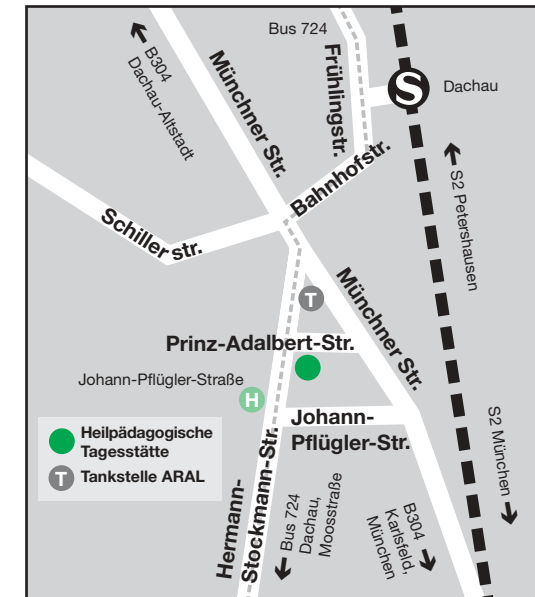 Bus 724
B304
Dachau-Altstadt
Münchner Str.
Frühlingstr.
S
Dachau
Bahnhofstr.
S2 Petershausen
Schiller str.
T
Münchner Str.
Prinz-Adalbert-Str.
Johann-Pflügler-Straße
H
Johann-
Pflügler-Str.
Heilpädagogische
Tagesstätte
T Tankstelle ARAL
Hermann-
Stockmann-Str.
Bus 724
Dachau,
Moosstraße
B304
Karlsfeld,
München
S2 München